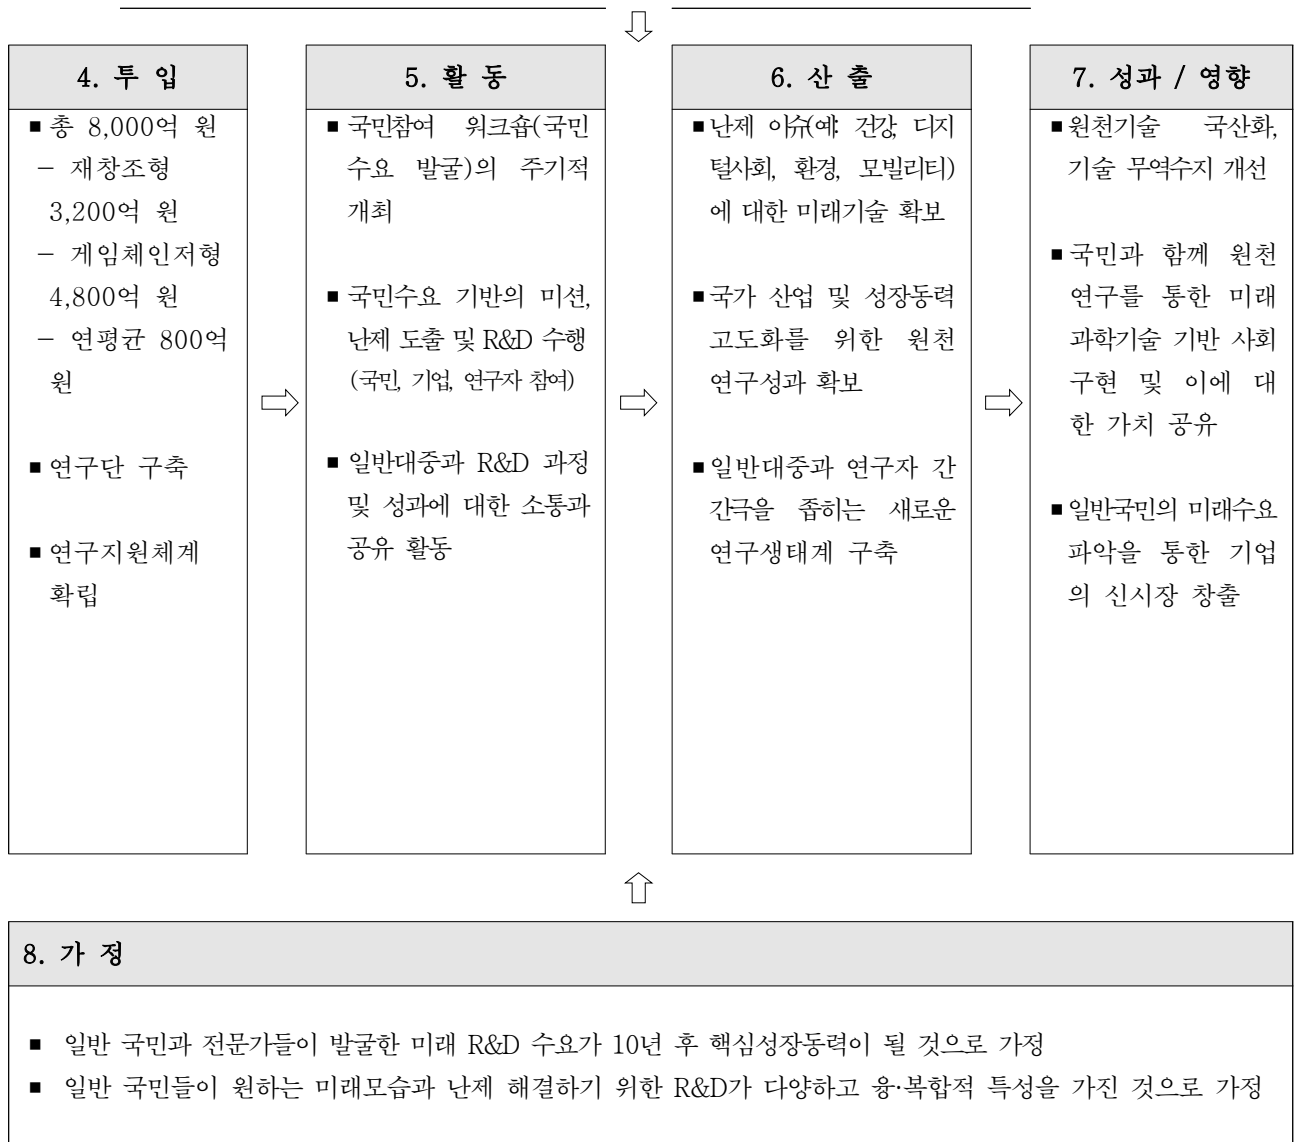 4. 투 입
■ 총 8,000억 원
－ 재창조형
3,200억 원
－ 게임체인저형
4,800억 원
－ 연평균 800억
원
■ 연구단 구축
■ 연구지원체계
확립
5. 활 동
■ 국민참여 워크숍(국민
수요 발굴)의 주기적
개최
■ 국민수요 기반의 미션,
난제 도출 및 R&D 수행
(국민, 기업, 연구자 참여)
■ 일반대중과 R&D 과정
및 성과에 대한 소통과
공유 활동
6. 산 출
■ 난제 이슈(예: 건강, 디지
털사회, 환경, 모빌리티)
에 대한 미래기술 확보
■ 국가 산업 및 성장동력
고도화를 위한 원천
연구성과 확보
■ 일반대중과 연구자 간
간극을 좁히는 새로운
연구생태계 구축
7. 성과 / 영향
■ 원천기술 국산화,
기술 무역수지 개선
■ 국민과 함께 원천
연구를 통한 미래
과학기술 기반 사회
구현 및 이에 대
한 가치 공유
■ 일반국민의 미래수요
파악을 통한 기업
의 신시장 창출
8. 가 정
■ 일반 국민과 전문가들이 발굴한 미래 R&D 수요가 10년 후 핵심성장동력이 될 것으로 가정
■ 일반 국민들이 원하는 미래모습과 난제 해결하기 위한 R&D가 다양하고 융·복합적 특성을 가진 것으로 가정